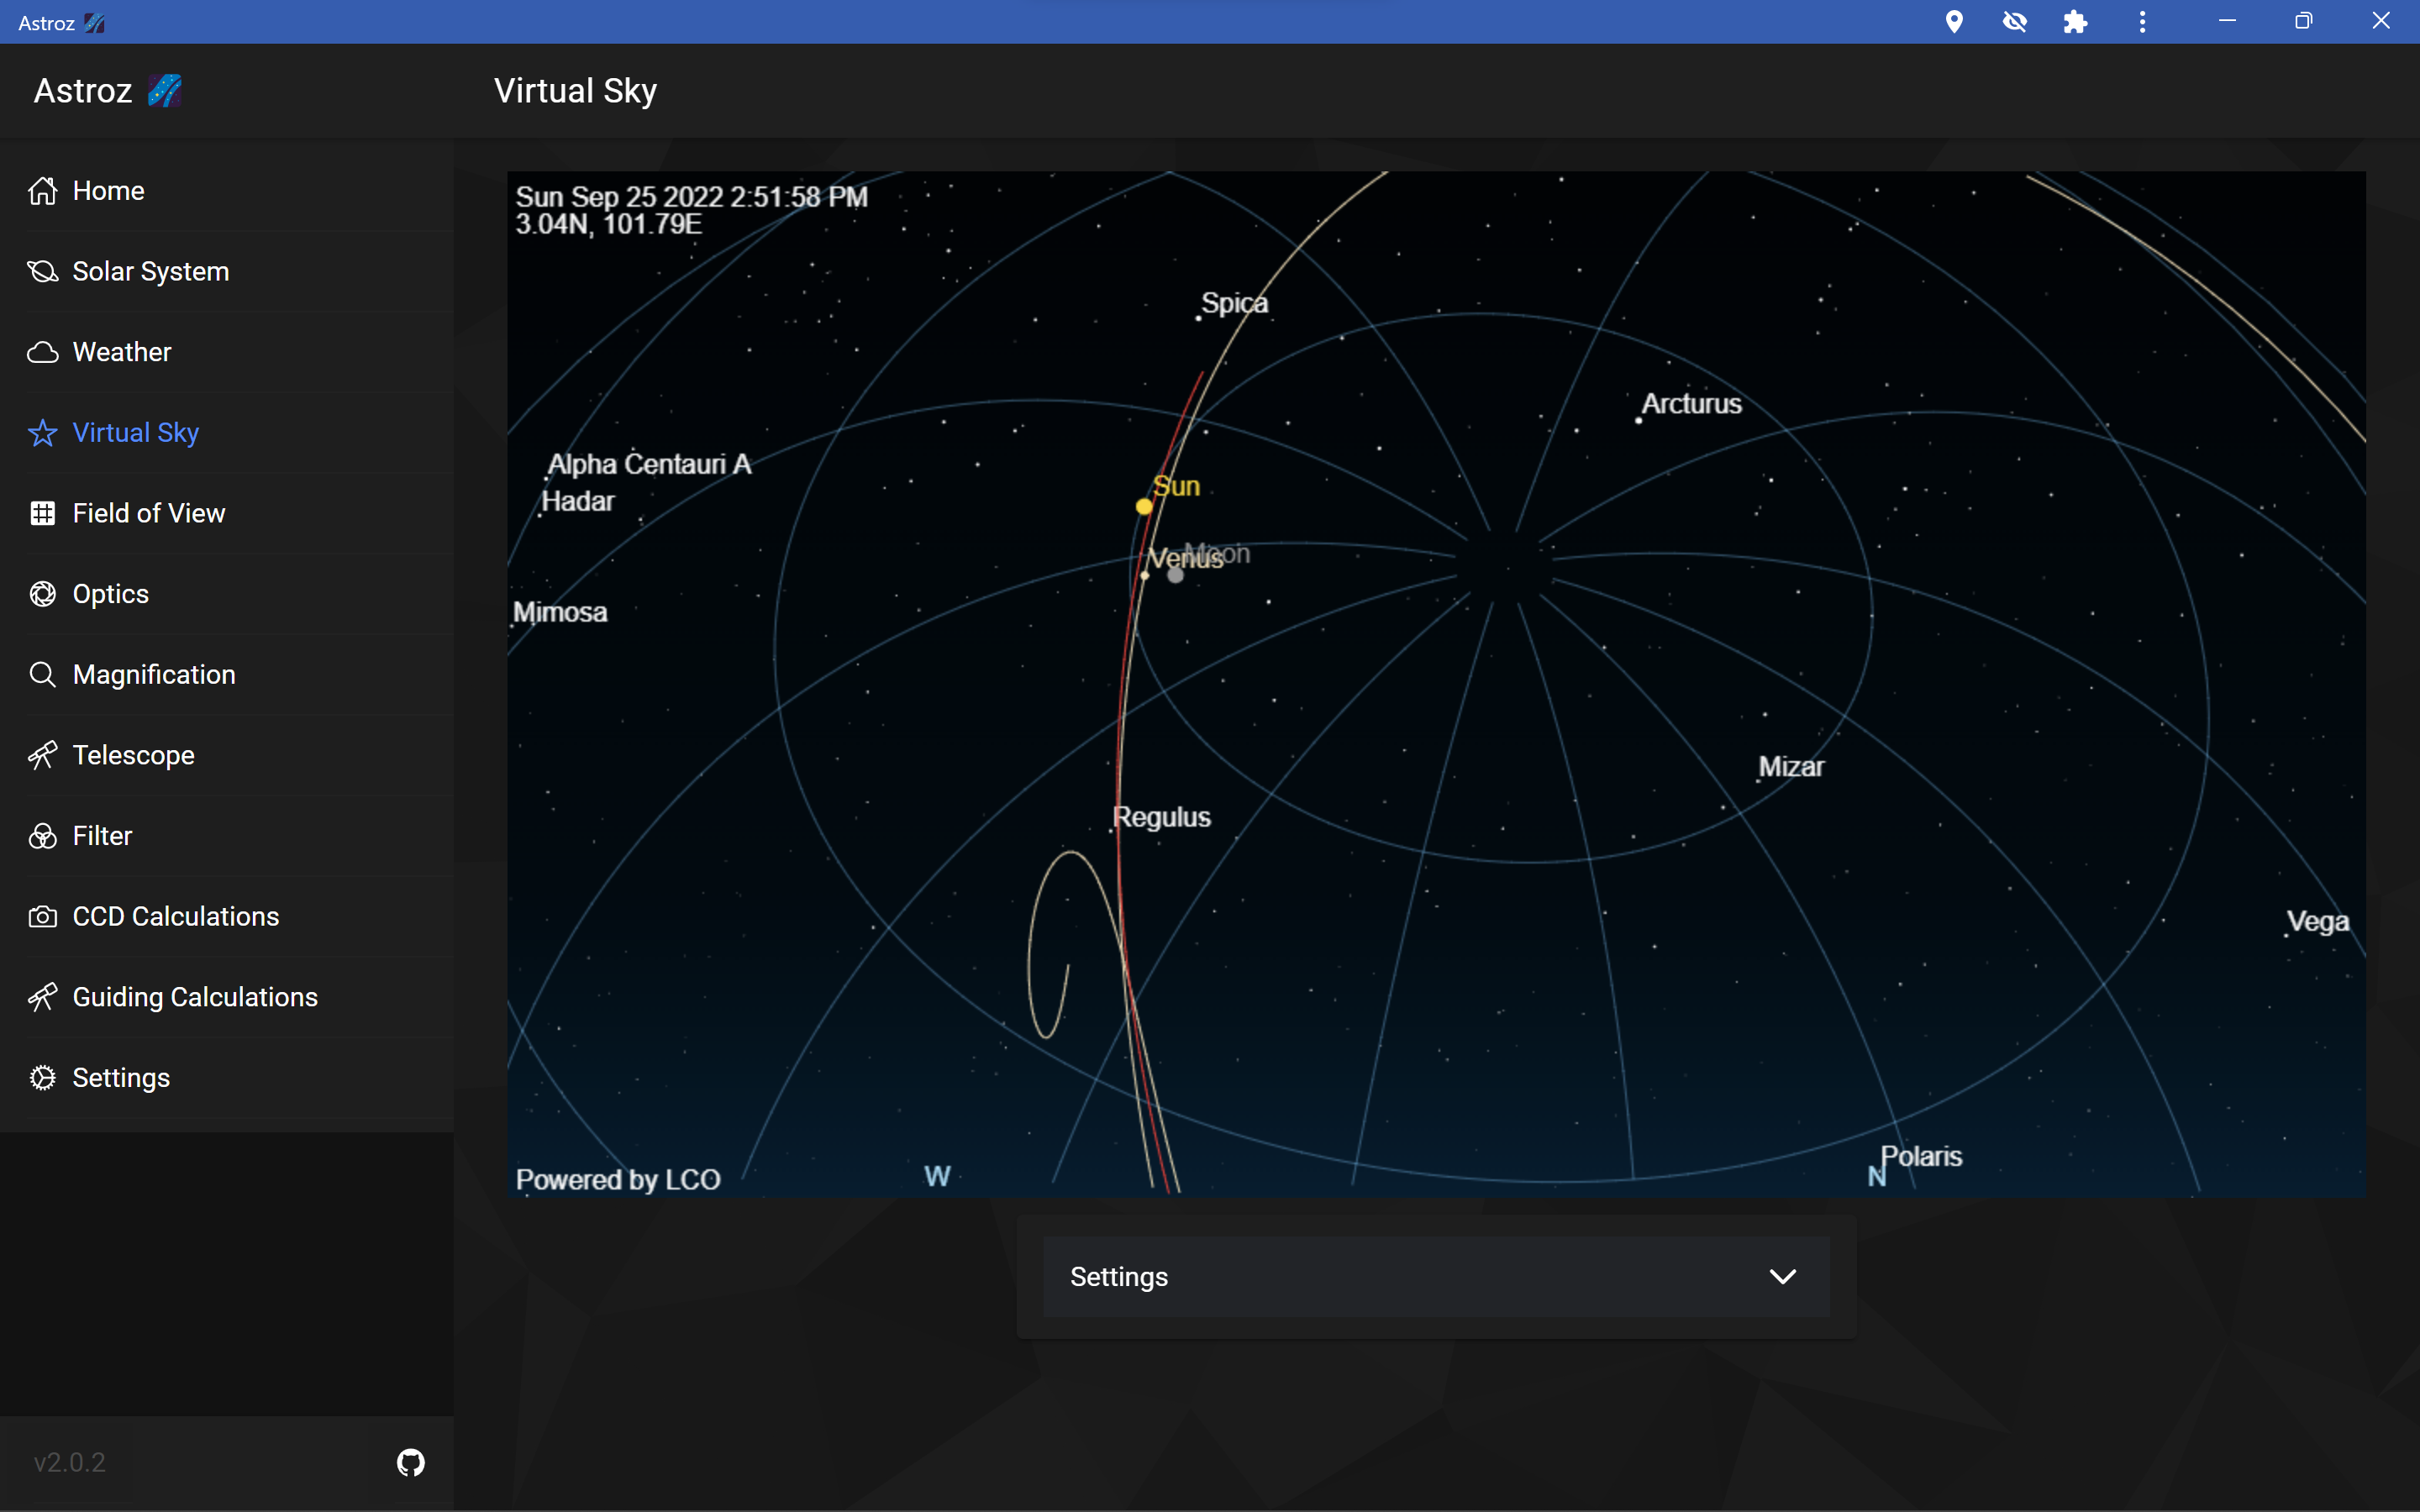 Astroz
Astroz
Virtual Sky
Home
Solar System
Weather
Virtual Sky
Field of View
Optics
Magnification
Telescope
Filter
CCD Calculations
Guiding Calculations
Settings
v2.0.2
Sun Sep 25 2022 2:51:58 PM
3.04N, 101.79E
Spica
Arcturus
Alpha Centauri A
Hadar
Sun
Venus
Moon
Mimosa
Mizar
Regulus
Vega
Polaris
Powered by LCO
W
N
Settings